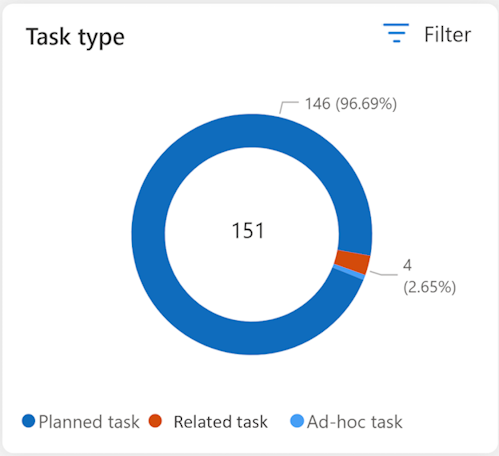 Task type
Filter
146 (96.69%)
151
4
(2.65%)
Planned task Related task Ad-hoc task